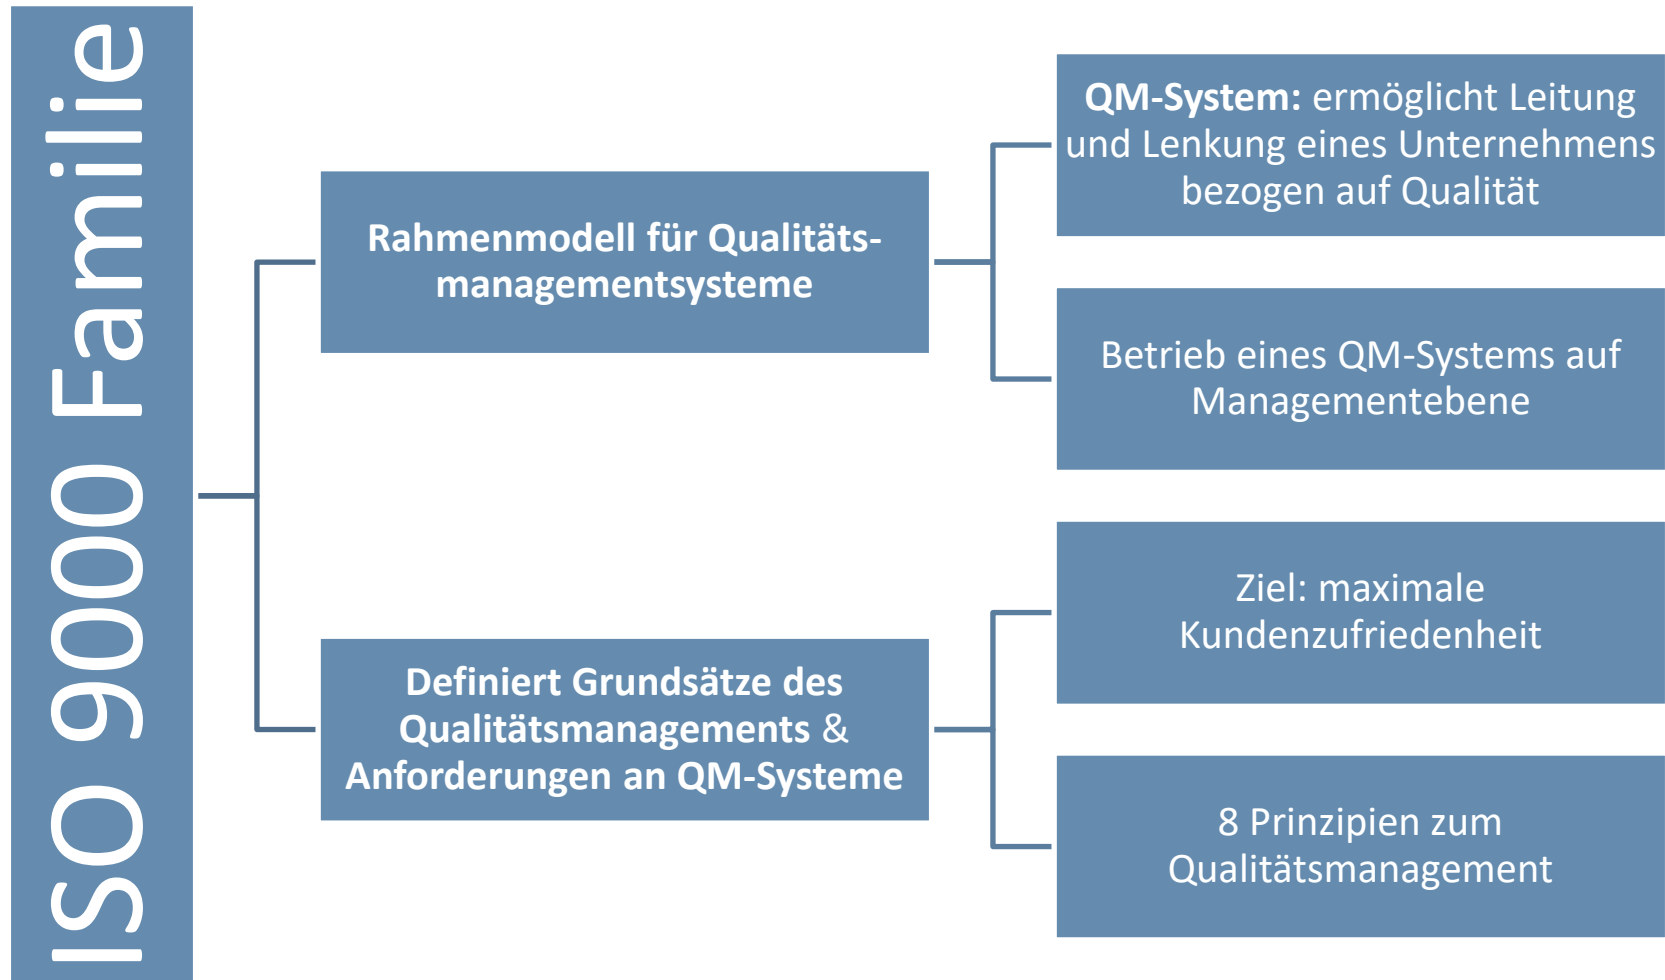 ISO 9000 Familie
Rahmenmodell für Qualitäts-
managementsysteme
QM-System: ermöglicht Leitung
und Lenkung eines Unternehmens
bezogen auf Qualität
Betrieb eines QM-Systems auf
Managementebene
Definiert Grundsätze des
Qualitätsmanagements &
Anforderungen an QM-Systeme
Ziel: maximale
Kundenzufriedenheit
8 Prinzipien zum
Qualitätsmanagement